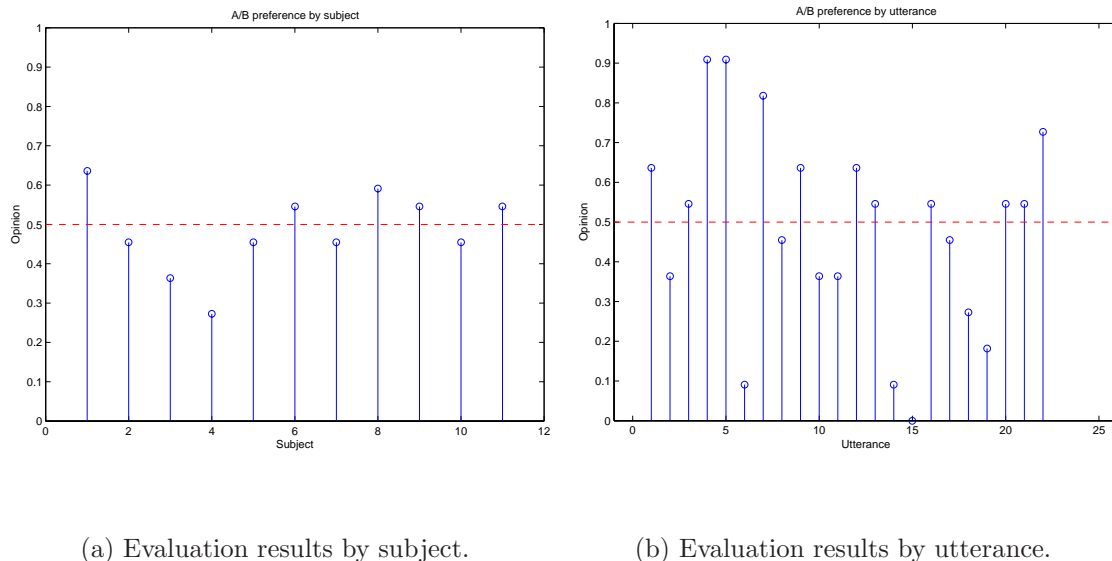 A/B preference by subject
1
0.9
0.8
0.7
0.6
0.5
0.4
0.3
0.2
0.1
0
Opinion
0 2 4 6 8 10 12
Subject
A/B preference by utterance
1
0.9
0.8
0.7
0.6
0.5
0.4
0.3
0.2
0.1
0
Opinion
0 5 10 15 20 25
Utterance
(a) Evaluation results by subject.
(b) Evaluation results by utterance.